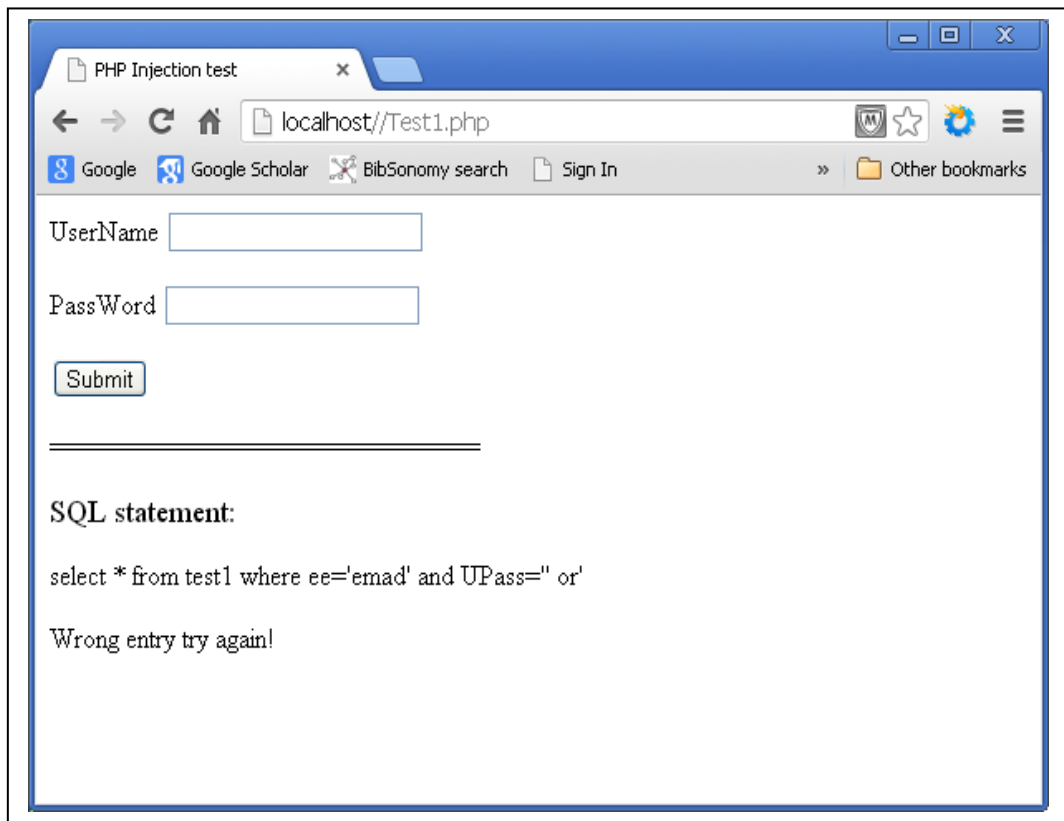 PHP Injection test
localhost//Test1.php
Google Google Scholar BibSonomy search Sign In » Other bookmarks
UserName
PassWord
Submit
SQL statement:
select * from test1 where ee='emad' and UPass='' or'
Wrong entry try again!